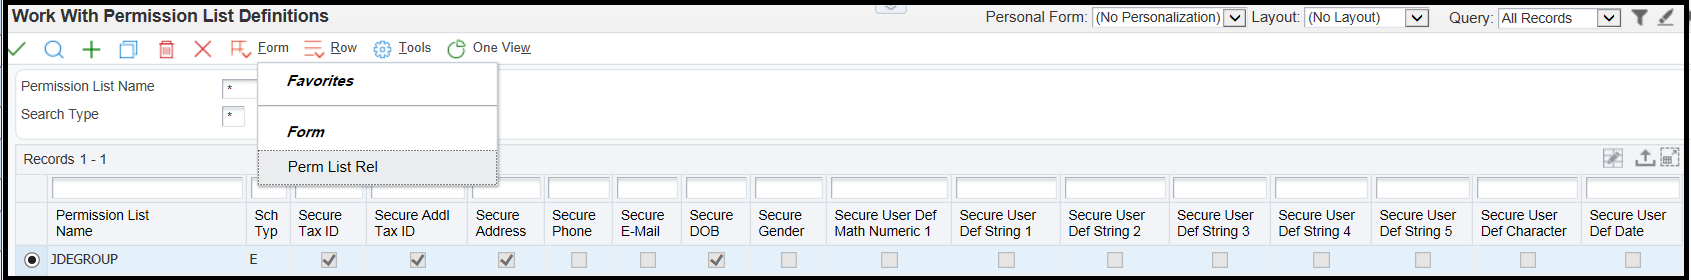 Work With Permission List Definitions
Personal Form: (No Personalization) Layout: (No Layout) Query: All Records
Form Row Tools One View
Favorites
Permission List Name *
Search Type *
Form
Perm List Rel
Records 1 - 1
Permission List Name Sch Typ Secure Tax ID Secure Addl Tax ID Secure Address Secure Phone Secure E-Mail Secure DOB Secure Gender Secure User Def Math Numeric 1 Secure User Def String 1 Secure User Def String 2 Secure User Def String 3 Secure User Def String 4 Secure User Def String 5 Secure User Def Character Secure User Def Date
JDEGROUP E